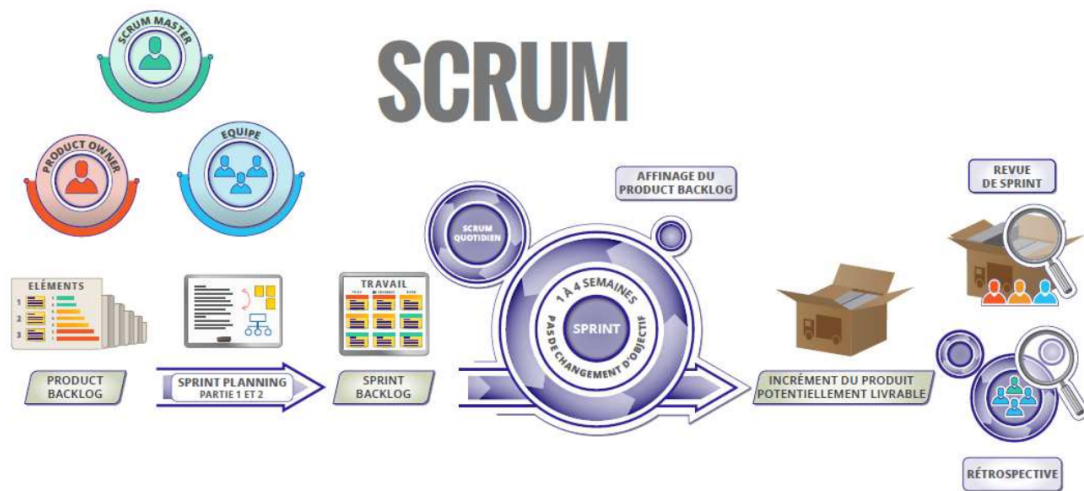 SCRUM MASTER
SCRUM
PRODUCT OWNER
EQUIPE
AFFINAGE DU
PRODUCT BACKLOG
REVUE
DE SPRINT
SCRUM
QUOTIDIEN
ELÉMENTS
1
2
3
TRAVAIL
1 À 4 SEMAINES
SPRINT
PAS DE CHANGEMENT D'OBJECTIF
PRODUCT
BACKLOG
SPRINT PLANNING
PARTIE 1 ET 2
SPRINT
BACKLOG
INCRÉMENT DU PRODUIT
POTENTIELLEMENT LIVRABLE
RÉTROSPECTIVE